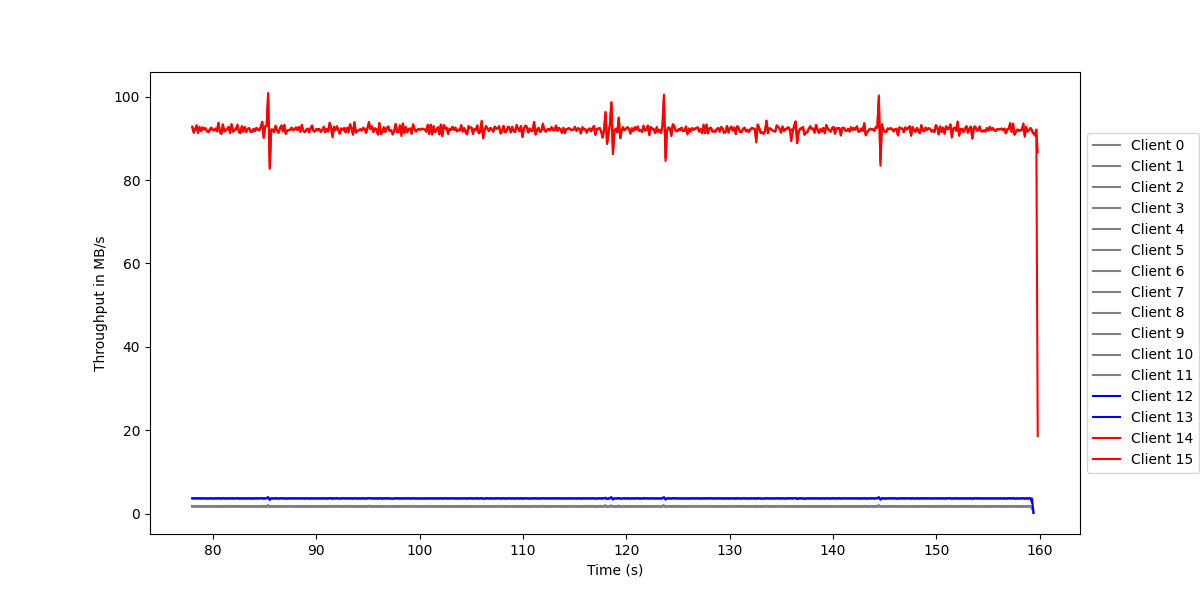 100
80
60
40
20
0
Throughput in MB/s
80 90 100 110 120 130 140 150 160
Time (s)
Client 0
Client 1
Client 2
Client 3
Client 4
Client 5
Client 6
Client 7
Client 8
Client 9
Client 10
Client 11
Client 12
Client 13
Client 14
Client 15